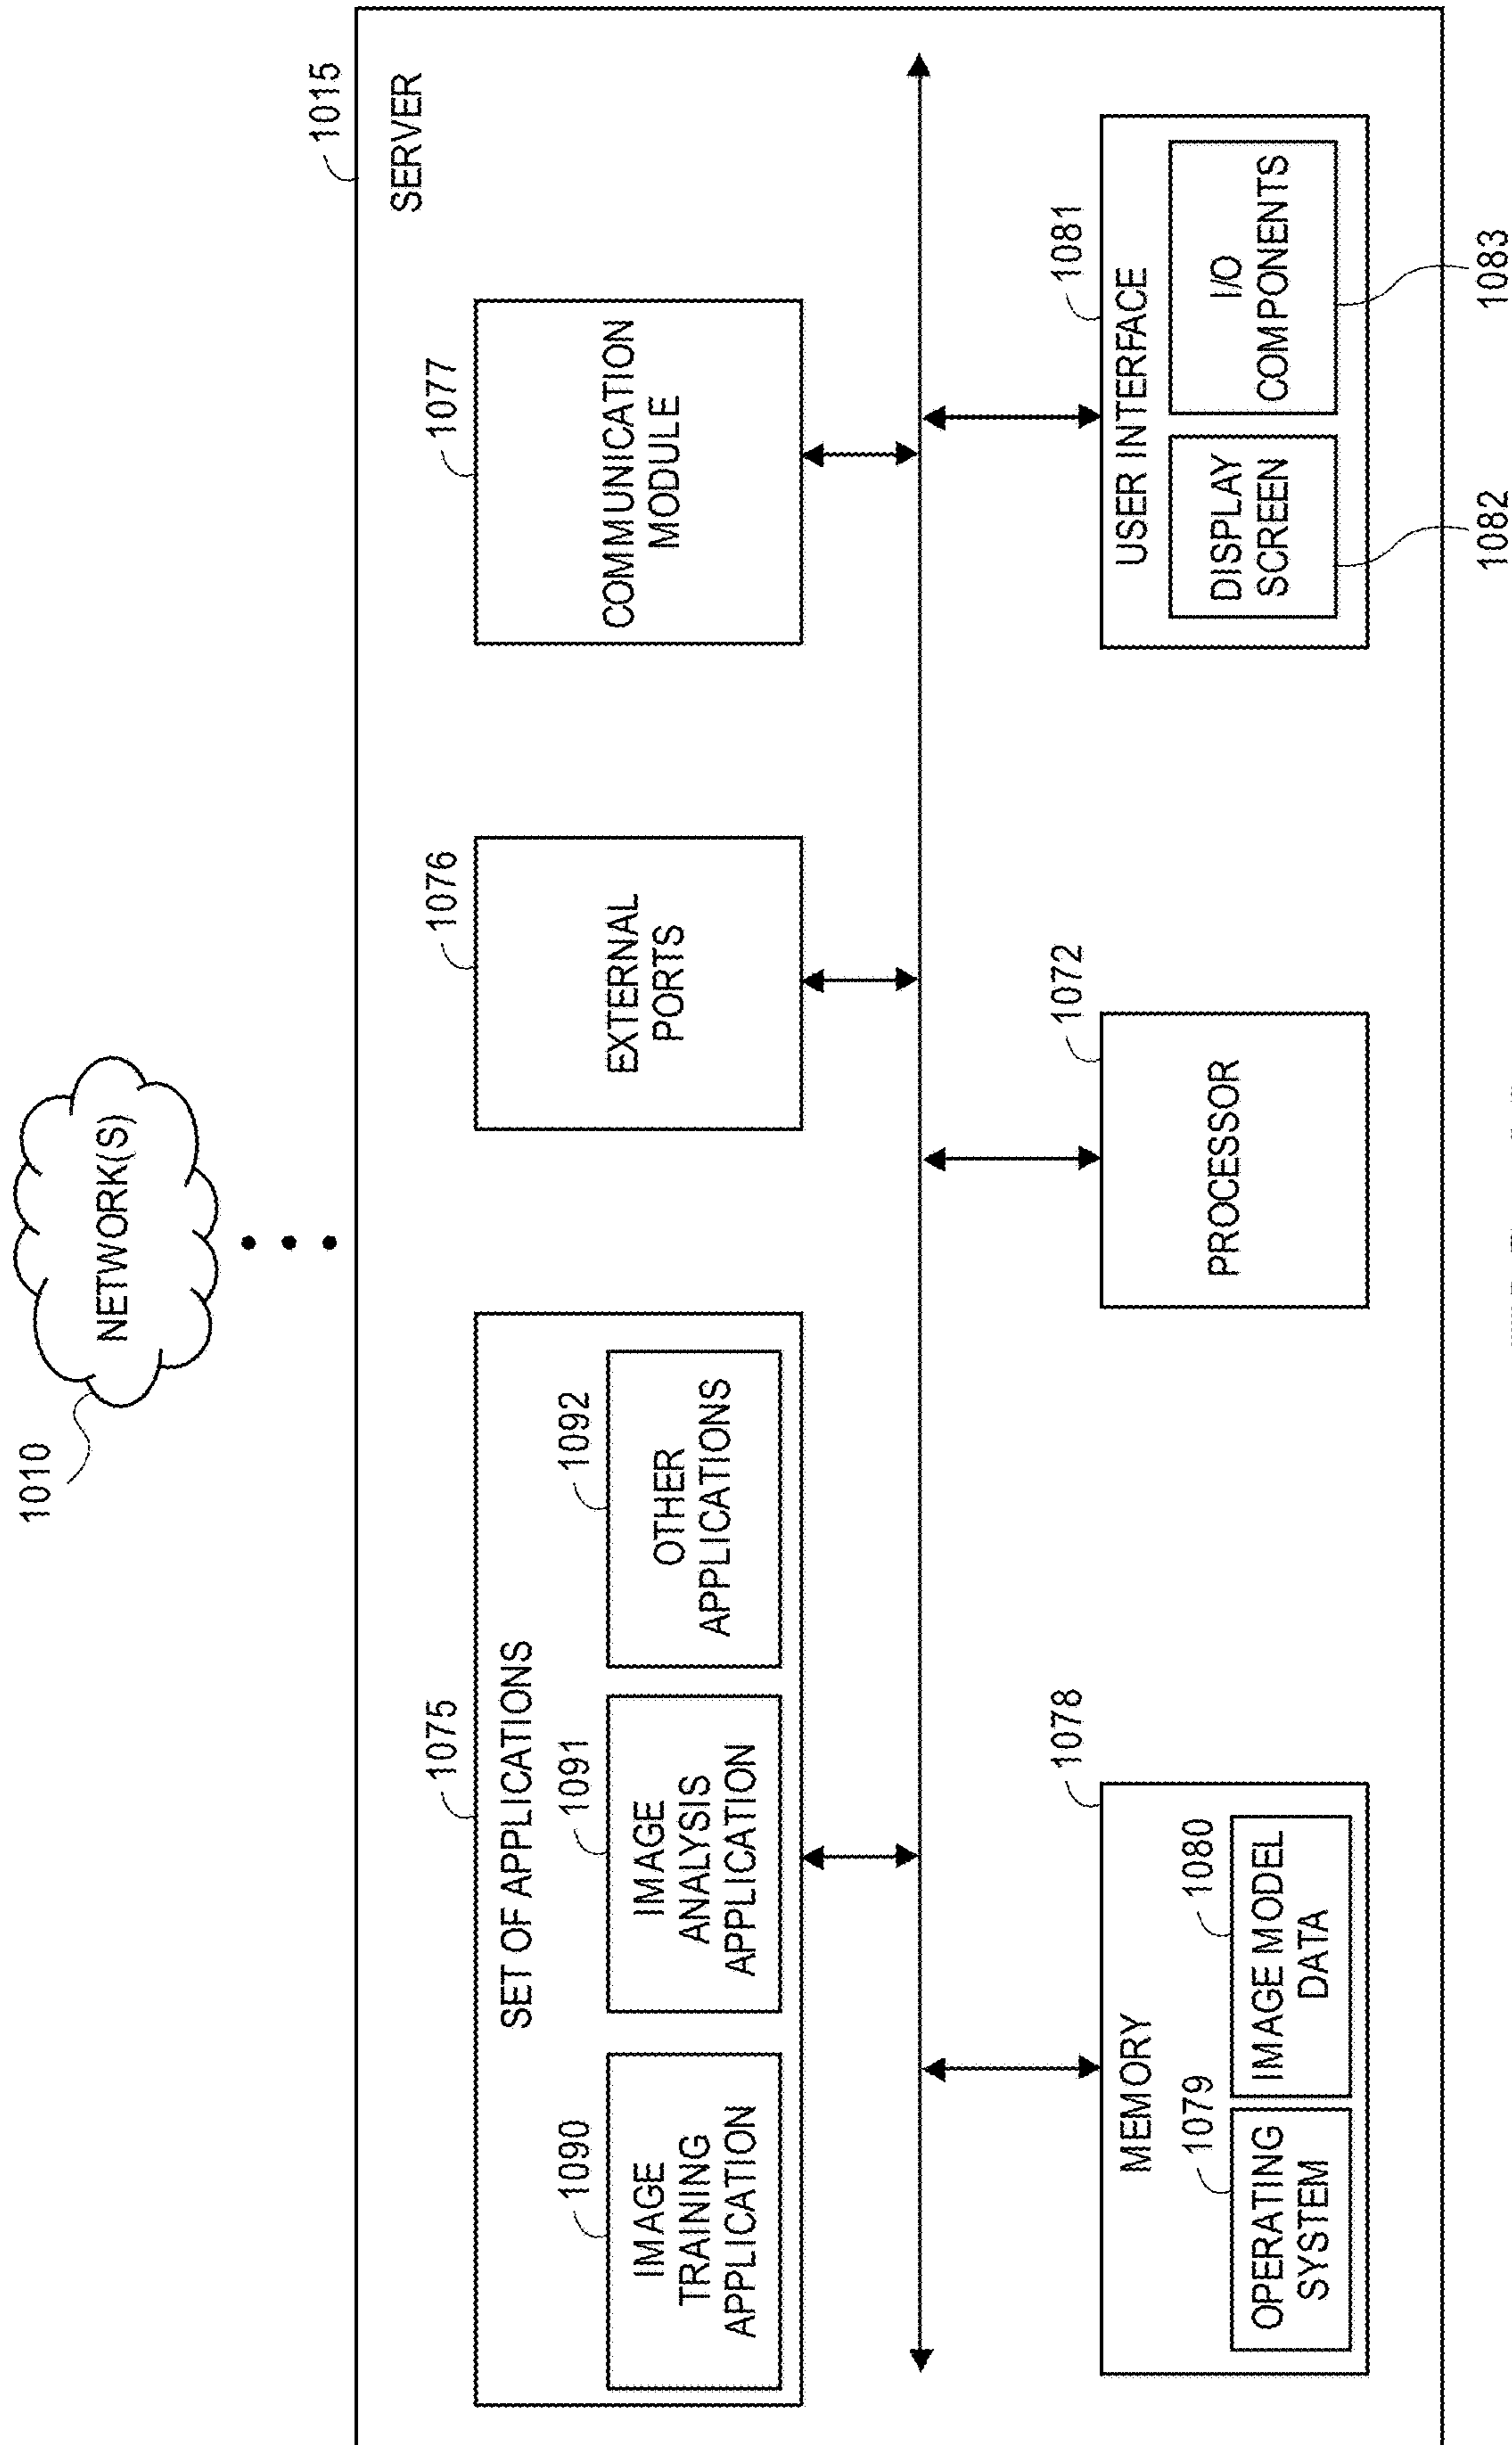 NETWORK(S)
1010
1015
SERVER
1075
SET OF APPLICATIONS
1090
IMAGE
TRAINING
APPLICATION
1091
IMAGE
ANALYSIS
APPLICATION
1092
OTHER
APPLICATIONS
1076
EXTERNAL
PORTS
1077
COMMUNICATION
MODULE
1078
MEMORY
1079
OPERATING
SYSTEM
1080
IMAGE MODEL
DATA
1072
PROCESSOR
1081
USER INTERFACE
DISPLAY
SCREEN
I/O
COMPONENTS
1082
1083